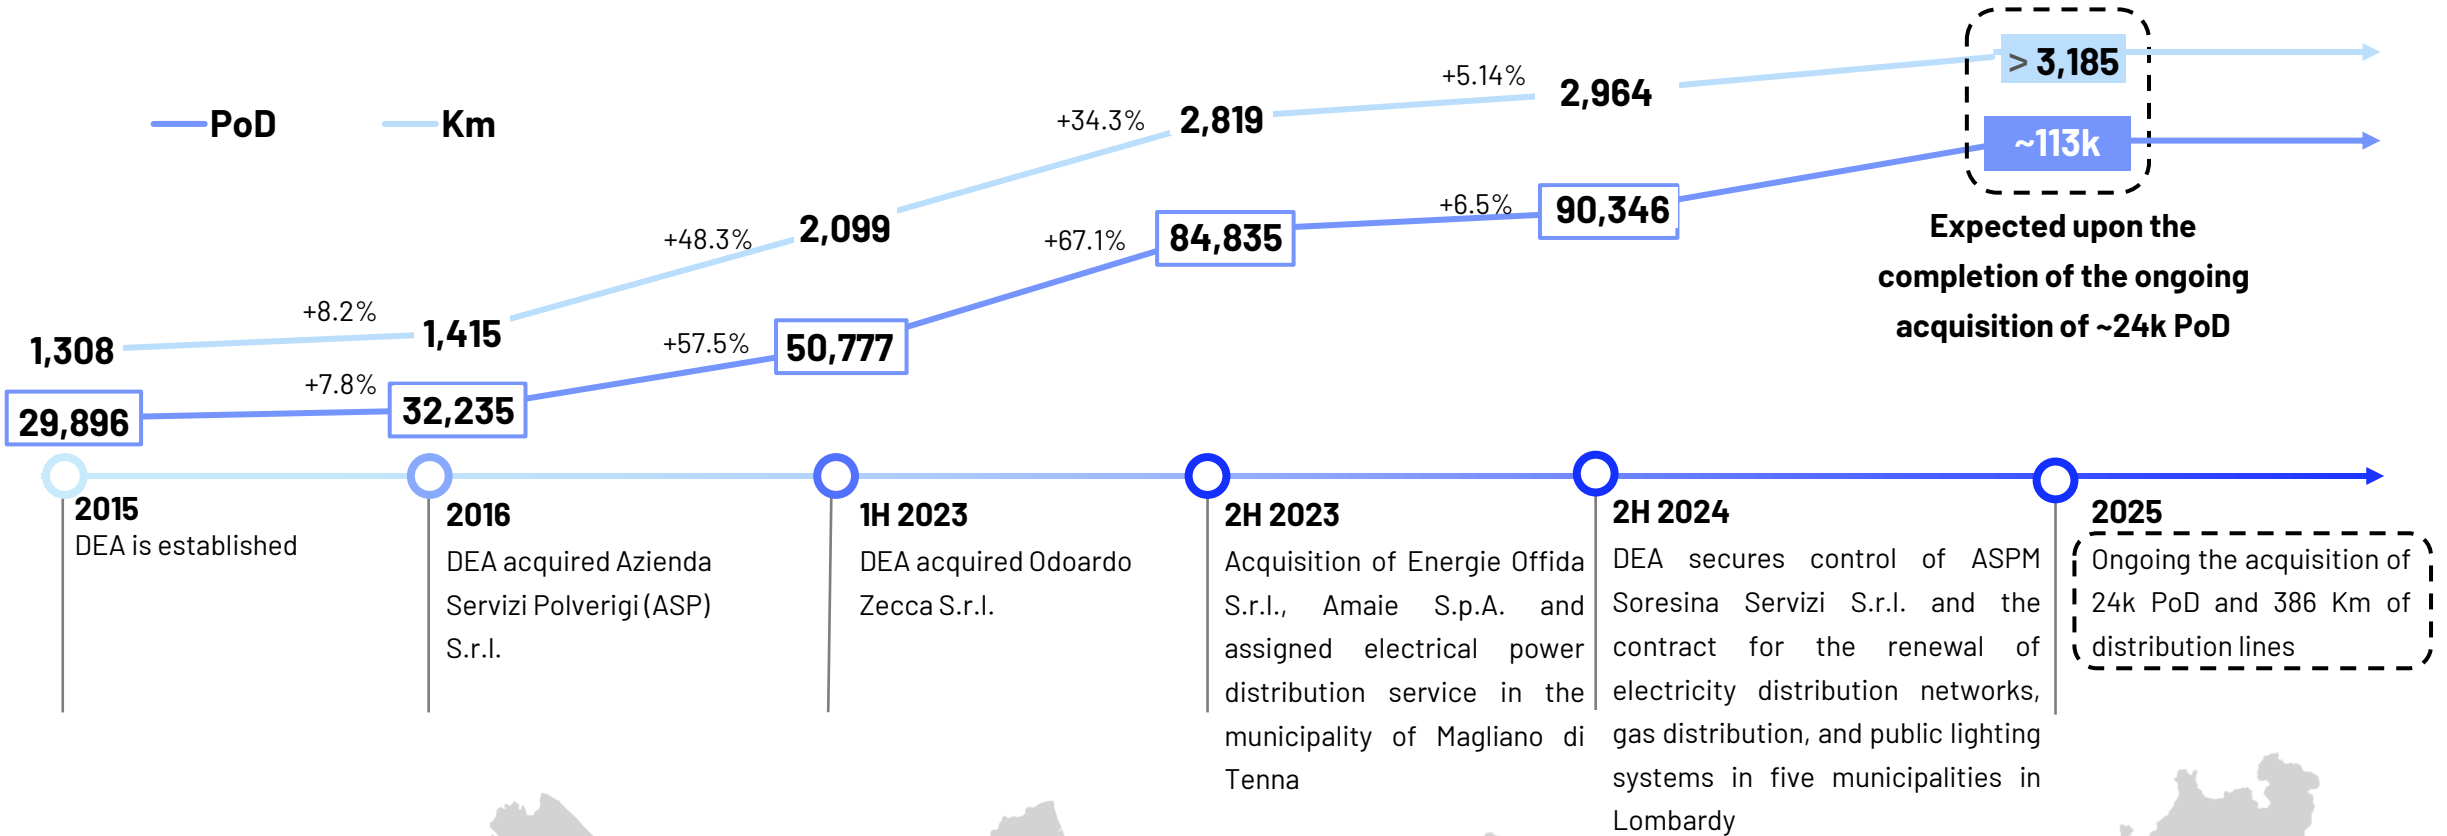 PoD
Km
1,308
+8.2%
1,415
+48.3%
2,099
+34.3%
2,819
+5.14%
2,964
> 3,185
29,896
+7.8%
32,235
+57.5%
50,777
+67.1%
84,835
+6.5%
90,346
~113k
Expected upon the
completion of the ongoing
acquisition of ~24k PoD
2015
DEA is established
2016
DEA acquired Azienda
Servizi Polverigi (ASP)
S.r.l.
1H 2023
DEA acquired Odoardo
Zecca S.r.l.
2H 2023
Acquisition of Energie Offida
S.r.l., Amaie S.p.A. and
assigned electrical power
distribution service in the
municipality of Magliano di
Tenna
2H 2024
DEA secures control of ASPM
Soresina Servizi S.r.l. and the
contract for the renewal of
electricity distribution networks,
gas distribution, and public lighting
systems in five municipalities in
Lombardy
2025
Ongoing the acquisition of
24k PoD and 386 Km of
distribution lines